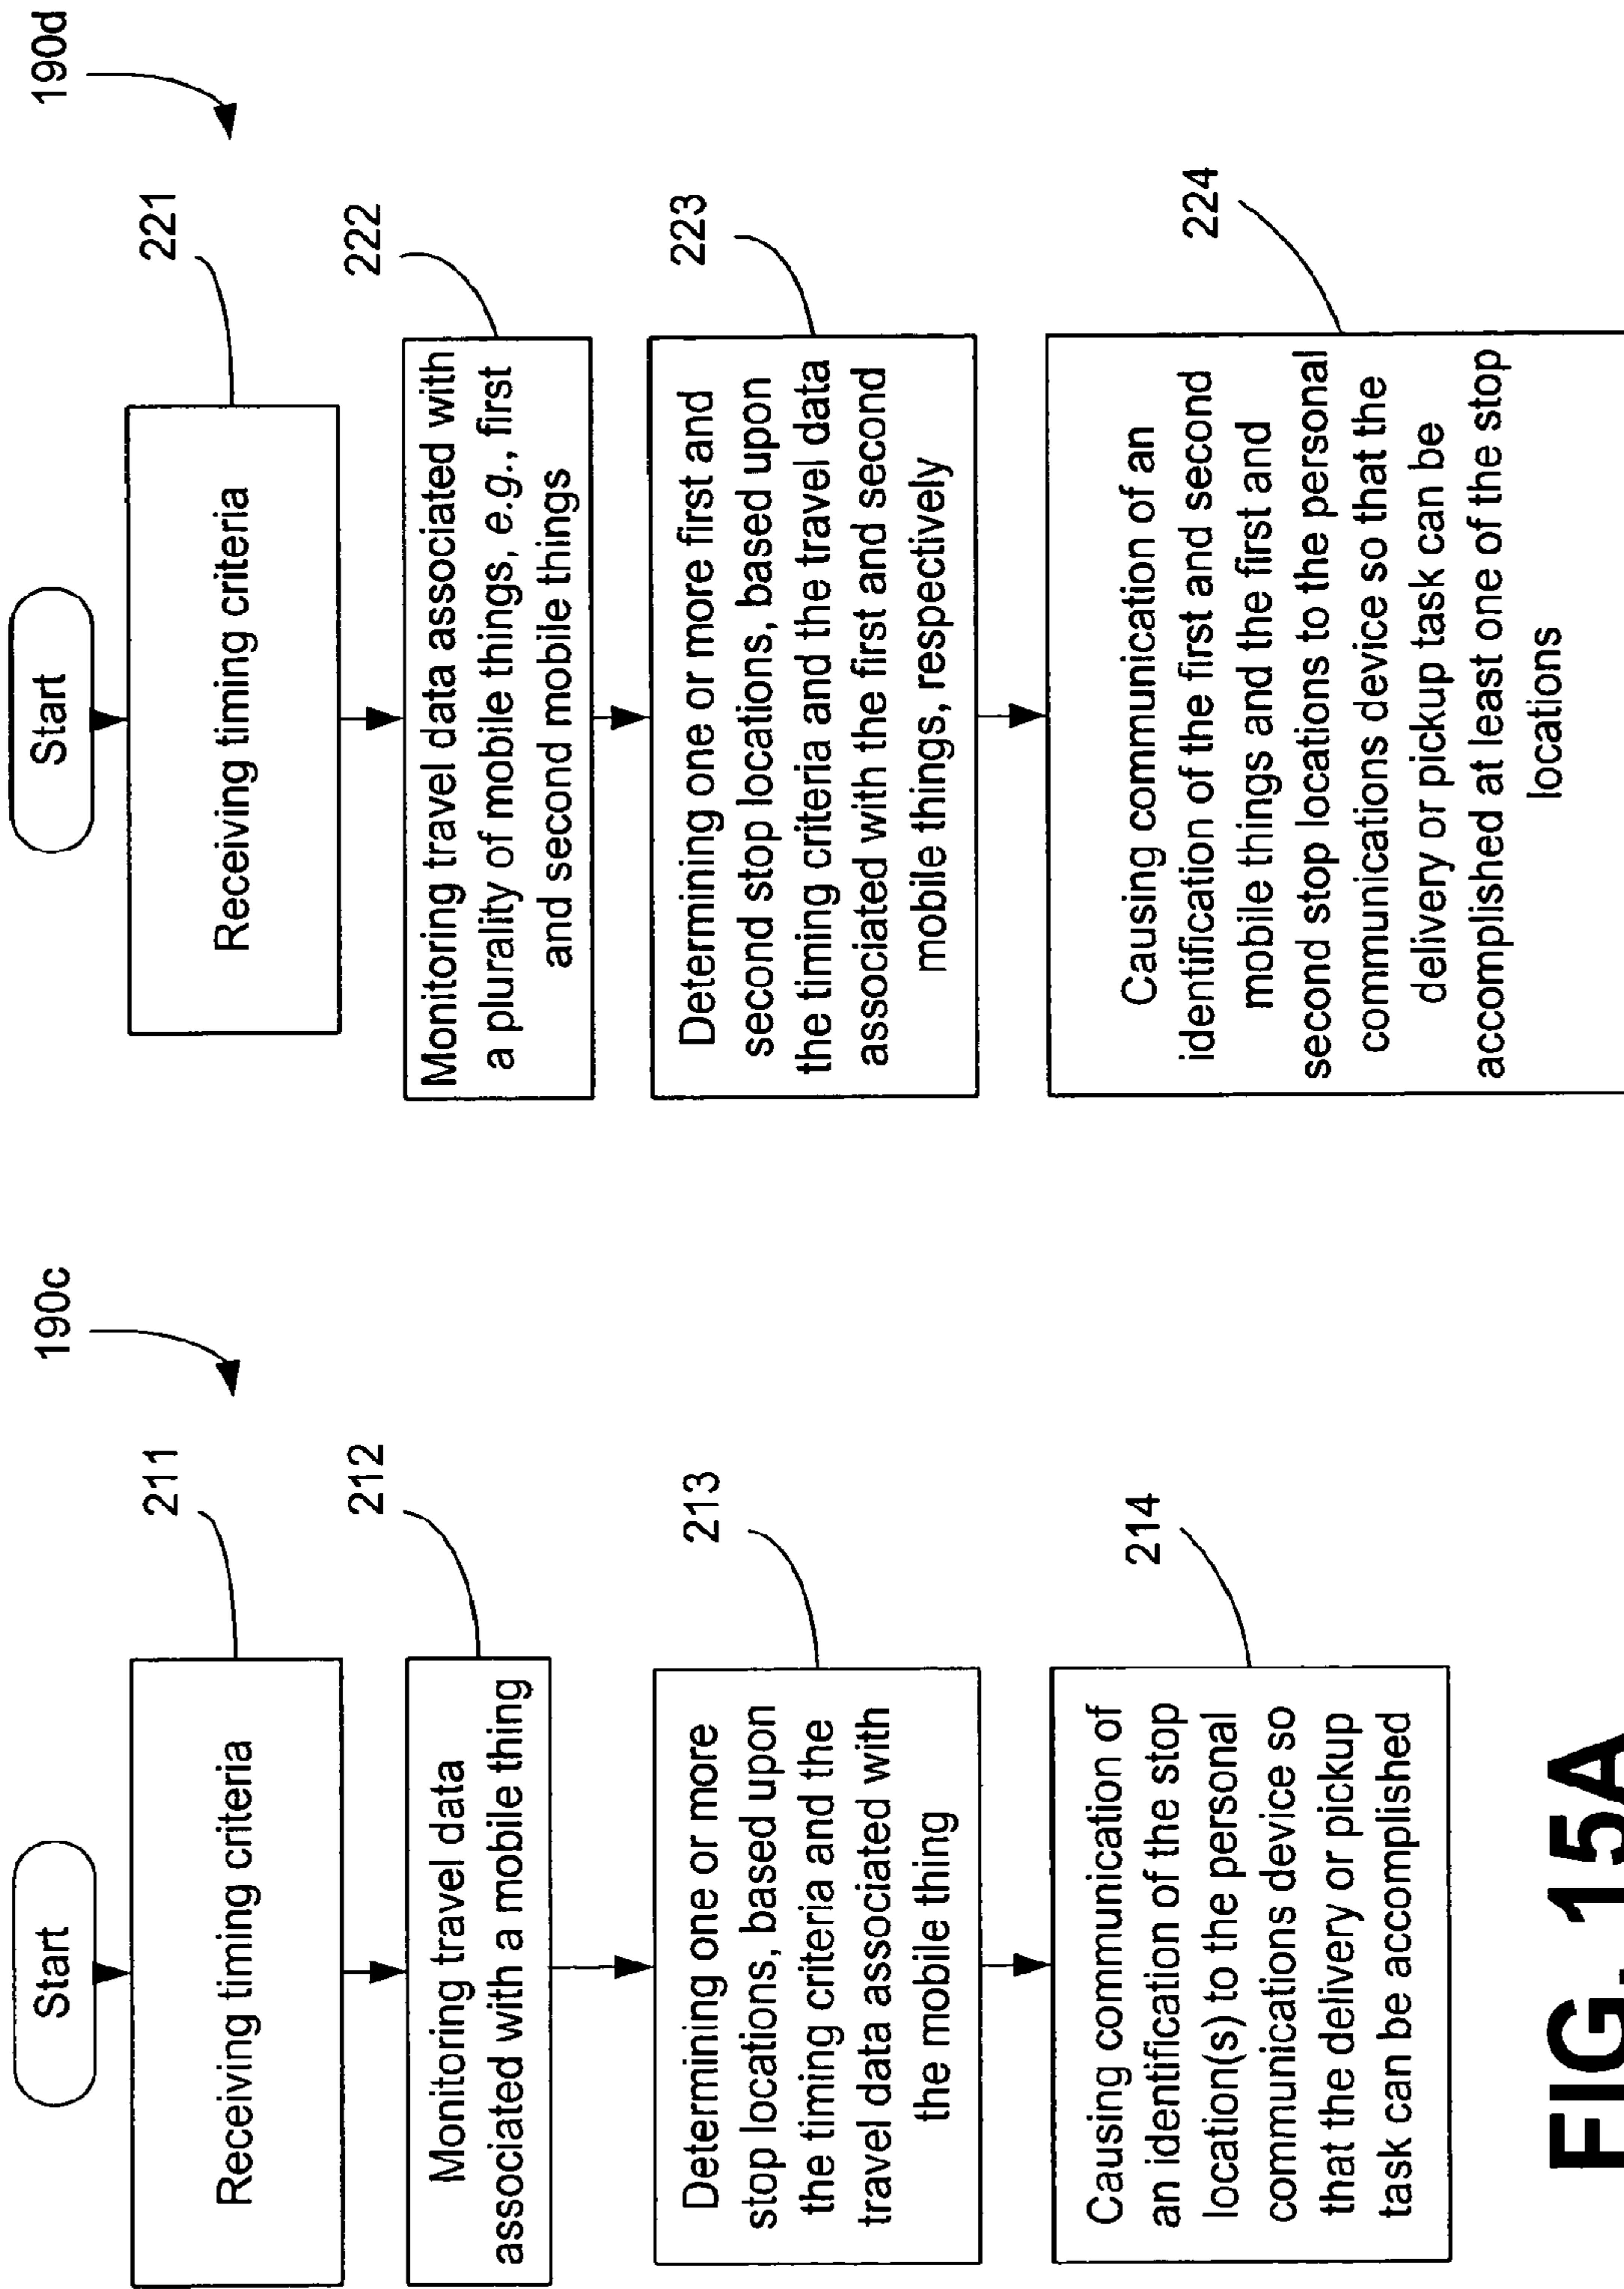 190c
Start
Receiving timing criteria
211
Monitoring travel data
associated with a mobile thing
212
Determining one or more
stop locations, based upon
the timing criteria and the
travel data associated with
the mobile thing
213
Causing communication of
an identification of the stop
location(s) to the personal
communications device so
that the delivery or pickup
task can be accomplished
214
FIG. 15A
190d
Start
Receiving timing criteria
221
Monitoring travel data associated with
a plurality of mobile things, e.g., first
and second mobile things
222
Determining one or more first and
second stop locations, based upon
the timing criteria and the travel data
associated with the first and second
mobile things, respectively
223
Causing communication of an
identification of the first and second
mobile things and the first and
second stop locations to the personal
communications device so that the
delivery or pickup task can be
accomplished at least one of the stop
locations
224